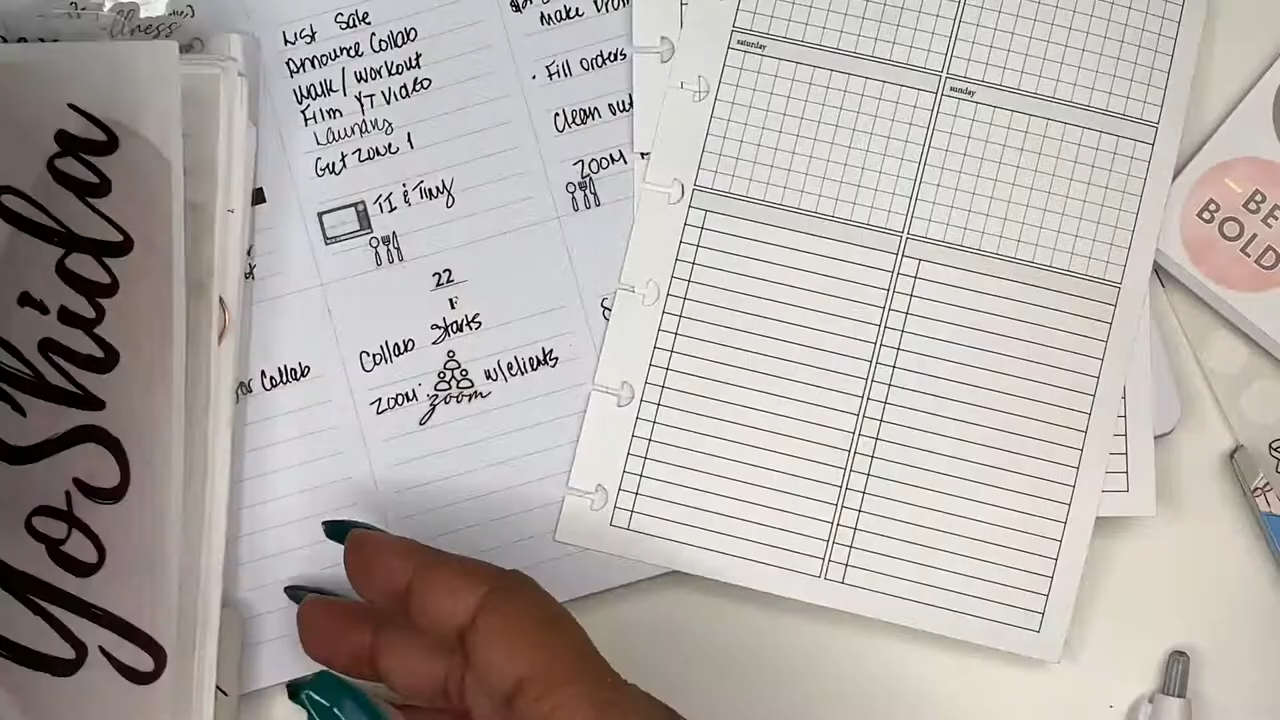 YoShida
List Sale
Announce Collab
Walk / Workout
Film YT Video
Laundry
Get Zone 1
TI & Tiny
22
F
Collab Starts
ZOOM: w/clients
zoom
Collab
Make
• Fill orders
Clean out
ZOOM
saturday
sunday
BE
BOLD